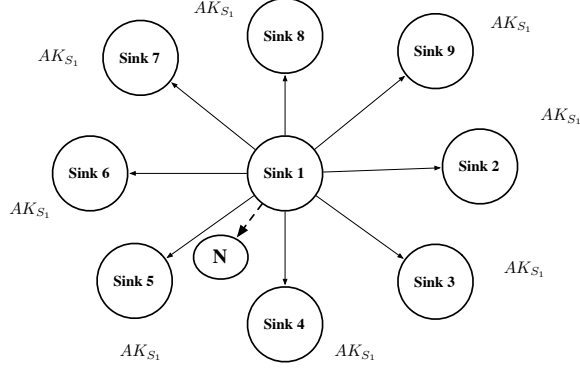 AK_{S_1}
Sink 8
AK_{S_1}
Sink 9
AK_{S_1}
Sink 7
AK_{S_1}
Sink 2
Sink 6
Sink 1
AK_{S_1}
N
Sink 5
Sink 3
AK_{S_1}
Sink 4
AK_{S_1}
AK_{S_1}